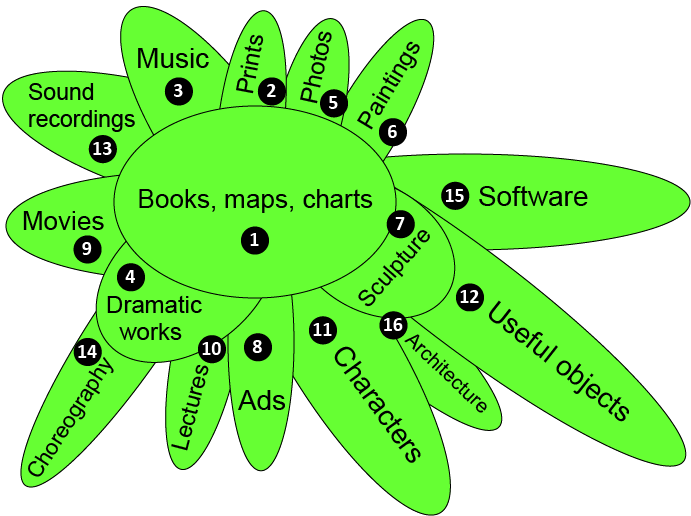 Music
3
Prints
2
Photos
5
Paintings
6
Sound
recordings
13
Books, maps, charts
1
15 Software
Movies
9
7
Sculpture
4
Dramatic
works
12
Useful objects
14
Choreography
10
Lectures
8
Ads
11
Characters
16
Architecture